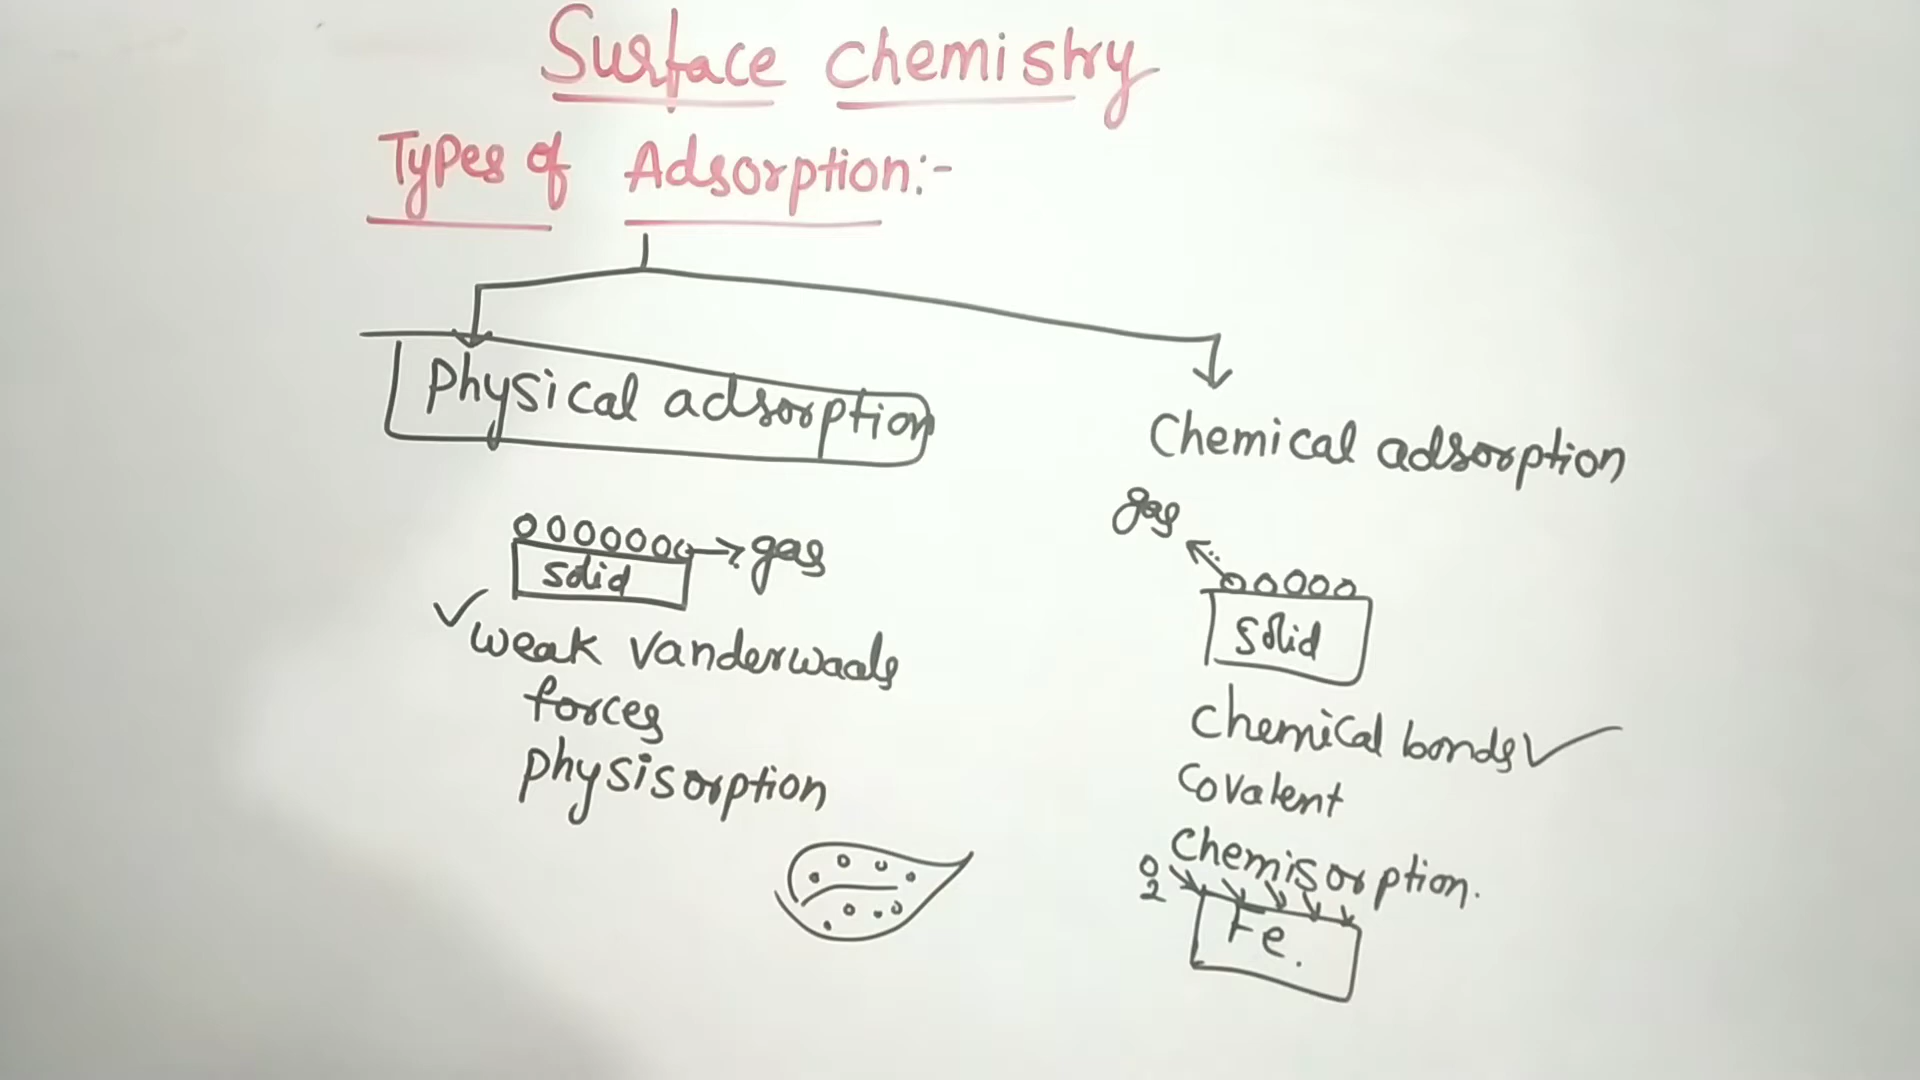 Surface chemistry
Types of Adsorption:-
Physical adsorption
Chemical adsorption
gas
gas
solid
solid
weak vanderwaals
forces
physisorption
chemical bonds
covalent
chemisorption.
O2
Fe.